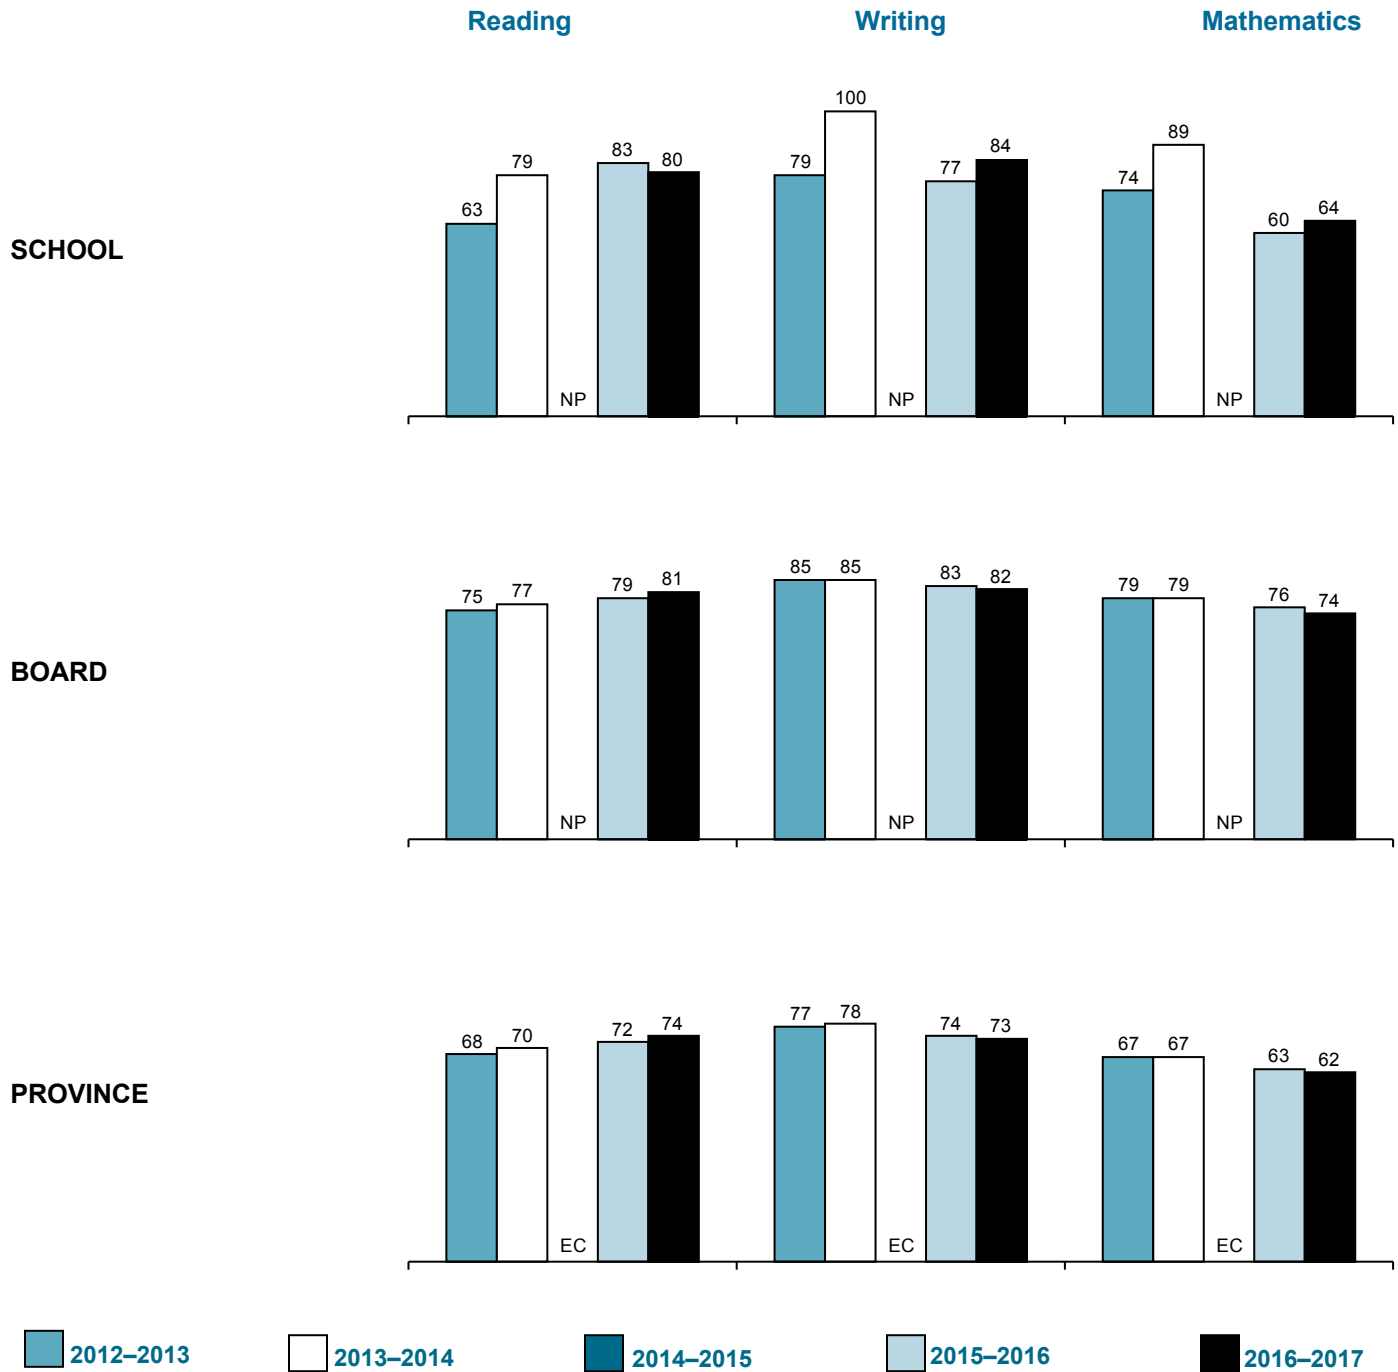 Reading Writing Mathematics
SCHOOL
63 79 NP 83 80 79 100 NP 77 84 74 89 NP 60 64
BOARD
75 77 NP 79 81 85 85 NP 83 82 79 79 NP 76 74
PROVINCE
68 70 EC 72 74 77 78 EC 74 73 67 67 EC 63 62
2012–2013 2013–2014 2014–2015 2015–2016 2016–2017